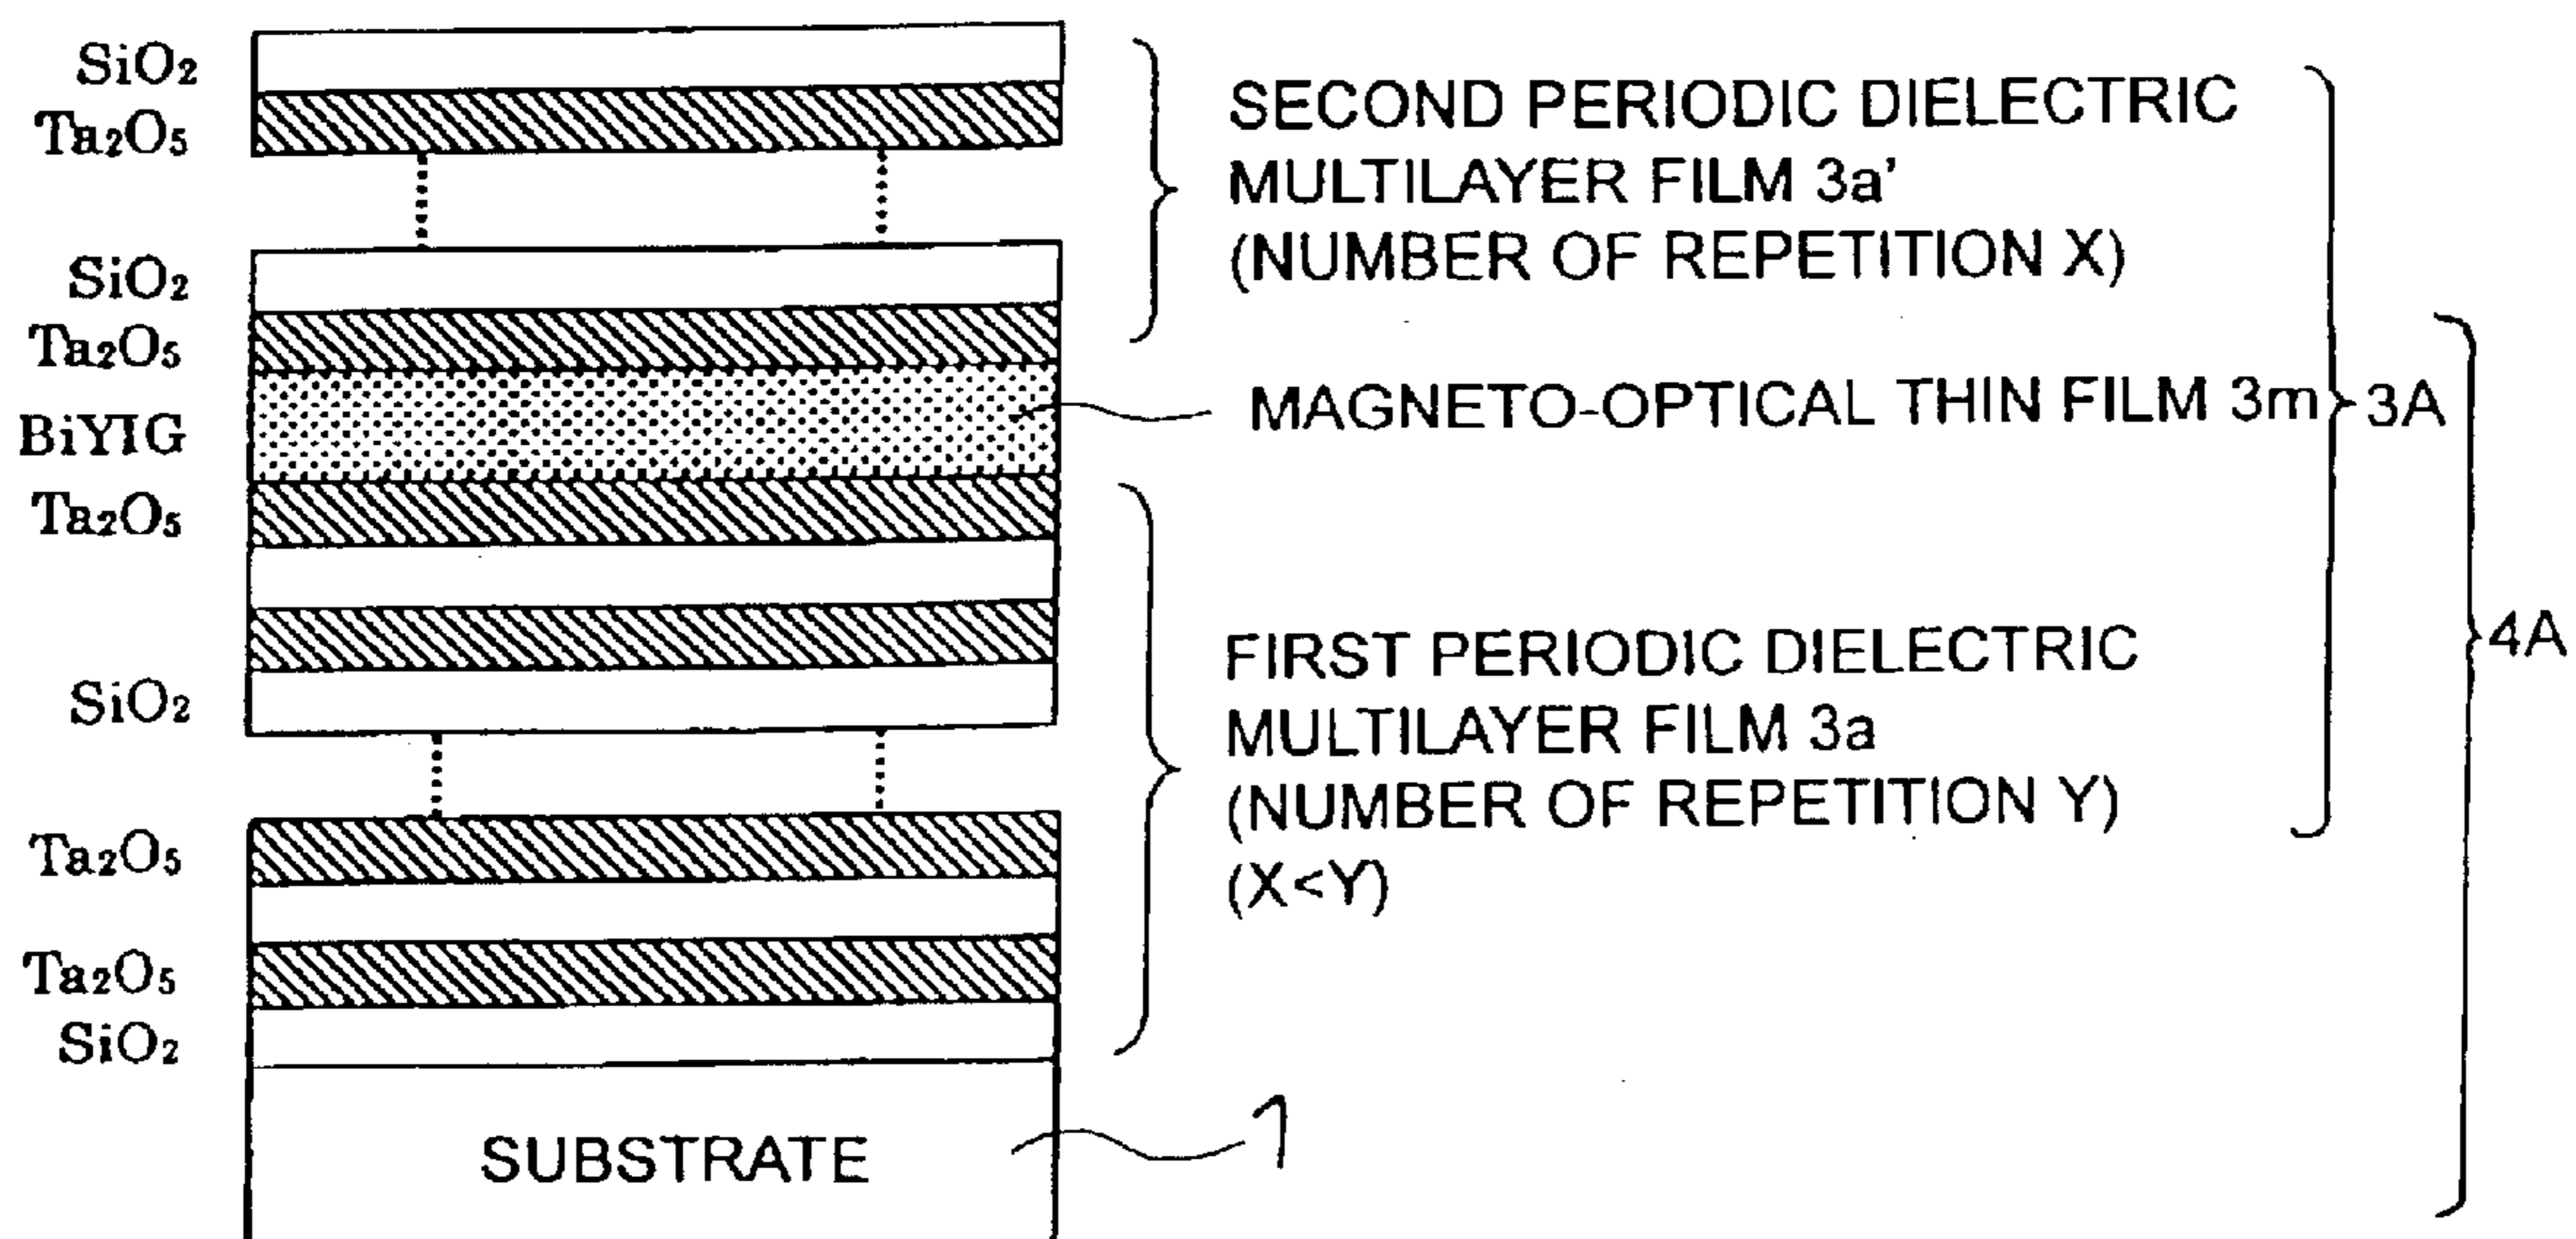 SiO₂
Ta₂O₅
SiO₂
Ta₂O₅
BiYIG
Ta₂O₅
SiO₂
Ta₂O₅
Ta₂O₅
SiO₂
SUBSTRATE
1
SECOND PERIODIC DIELECTRIC
MULTILAYER FILM 3a'
(NUMBER OF REPETITION X)
MAGNETO-OPTICAL THIN FILM 3m
3A
FIRST PERIODIC DIELECTRIC
MULTILAYER FILM 3a
(NUMBER OF REPETITION Y)
(X<Y)
4A